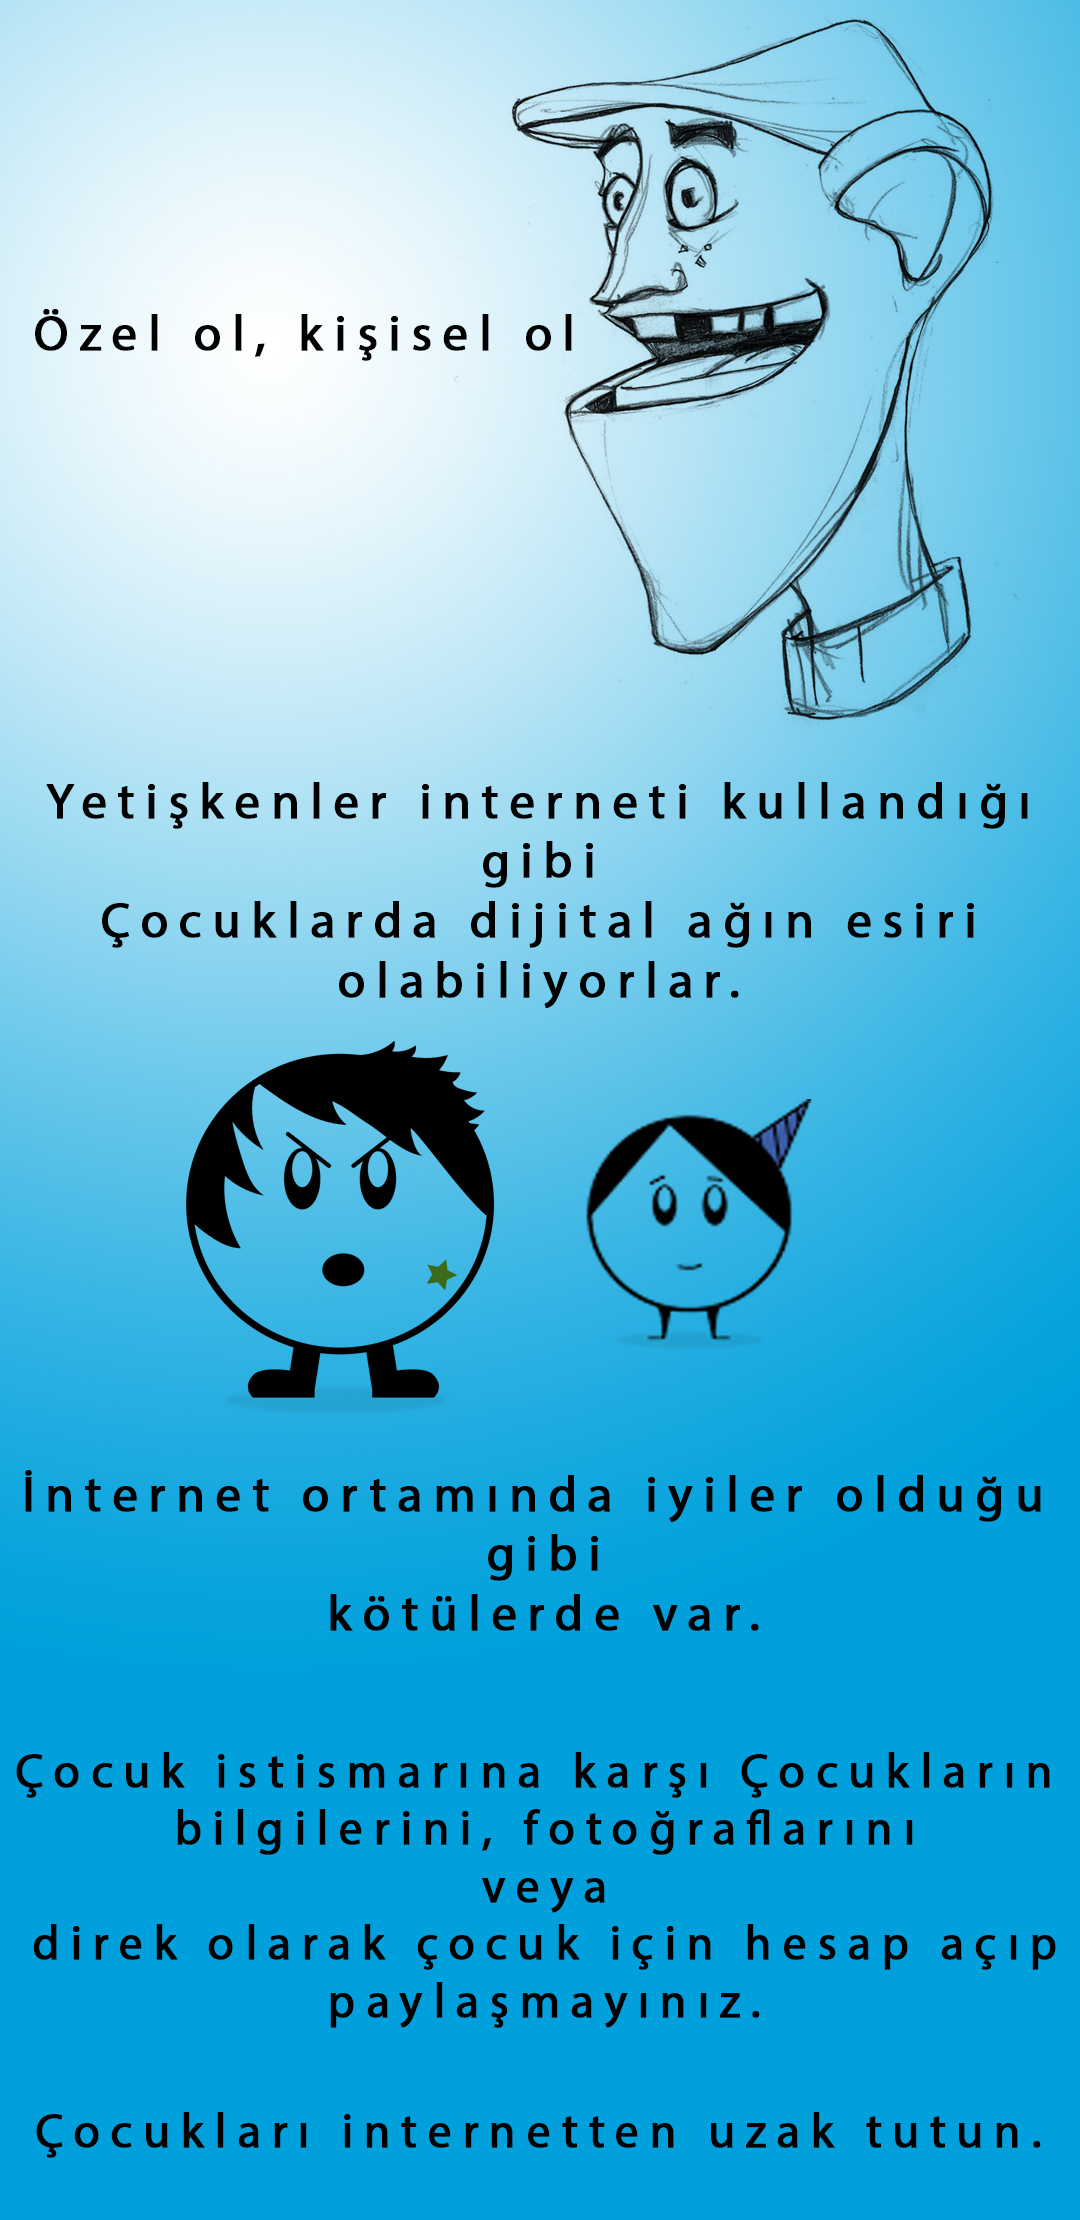 Özel ol, kişisel ol
Yetişkenler interneti kullandığı
gibi
Çocuklarda dijital ağın esiri
olabiliyorlar.
İnternet ortamında iyiler olduğu
gibi
kötülerde var.
Çocuk istismarına karşı Çocukların
bilgilerini, fotoğraflarını
veya
direk olarak çocuk için hesap açıp
paylaşmayınız.
Çocukları internetten uzak tutun.